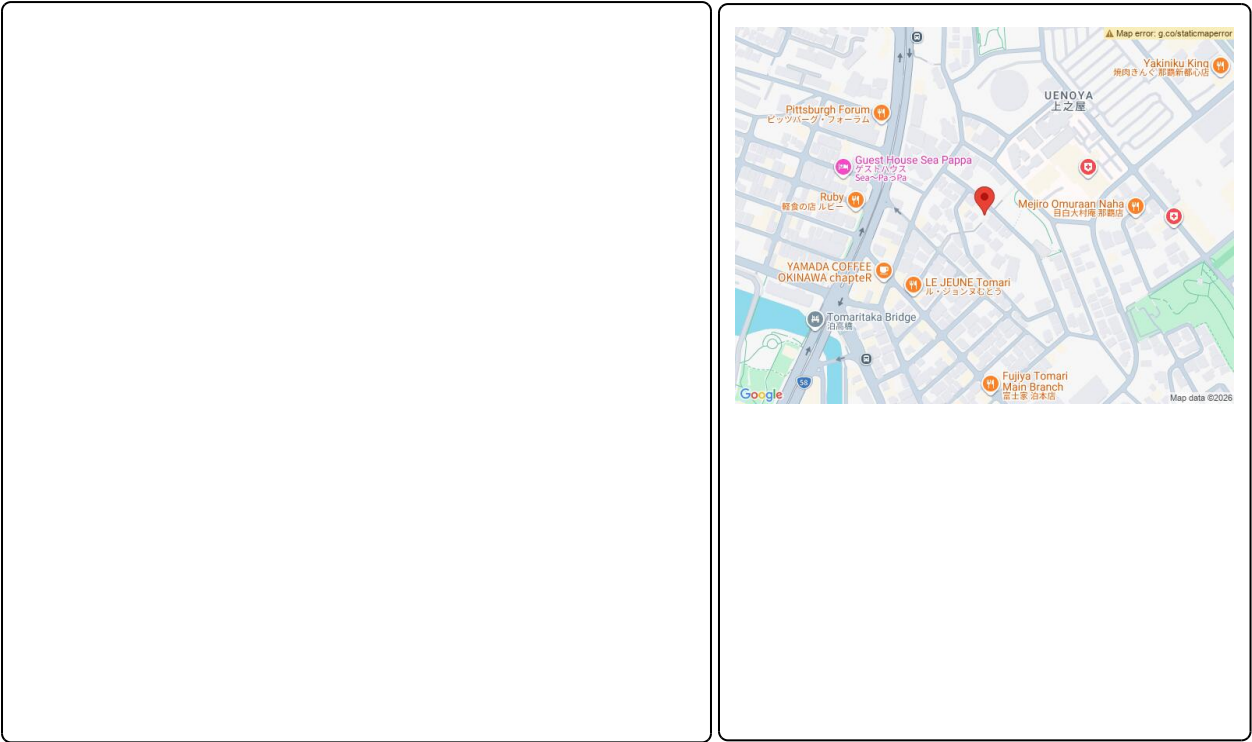 Map error: g.co/staticmaperror
Yakiniku King
焼肉きんぐ 那覇新都心店
UENOYA
上之屋
Pittsburgh Forum
ピッツバーグ・フォーラム
Guest House Sea Pappa
ゲストハウス
Sea〜PaっPa
Ruby
軽食の店 ルビー
Mejiro Omuraan Naha
目白大村庵 那覇店
YAMADA COFFEE
OKINAWA chapteR
LE JEUNE Tomari
ル・ジョンヌむとう
Tomaritaka Bridge
泊高橋
58
Fujiya Tomari
Main Branch
富士家 泊本店
Google
Map data ©2026